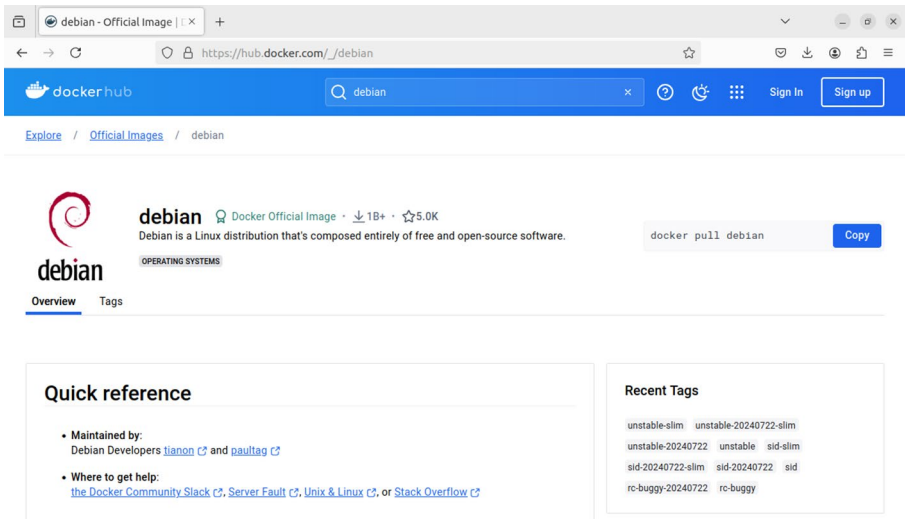 debian - Official Image | D
https://hub.docker.com/_/debian
dockerhub
debian
Sign In
Sign up
Explore / Official Images / debian
debian
debian Docker Official Image · 1B+ · 5.0K
Debian is a Linux distribution that's composed entirely of free and open-source software.
OPERATING SYSTEMS
docker pull debian
Copy
Overview Tags
Quick reference
• Maintained by:
Debian Developers tianon and paultag
• Where to get help:
the Docker Community Slack, Server Fault, Unix & Linux, or Stack Overflow
Recent Tags
unstable-slim unstable-20240722-slim
unstable-20240722 unstable sid-slim
sid-20240722-slim sid-20240722 sid
rc-buggy-20240722 rc-buggy